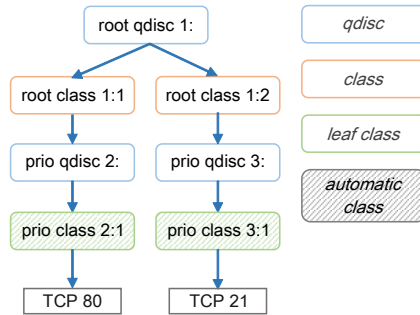 root qdisc 1:
qdisc
root class 1:1
root class 1:2
class
prio qdisc 2:
prio qdisc 3:
leaf class
prio class 2:1
prio class 3:1
automatic
class
TCP 80
TCP 21